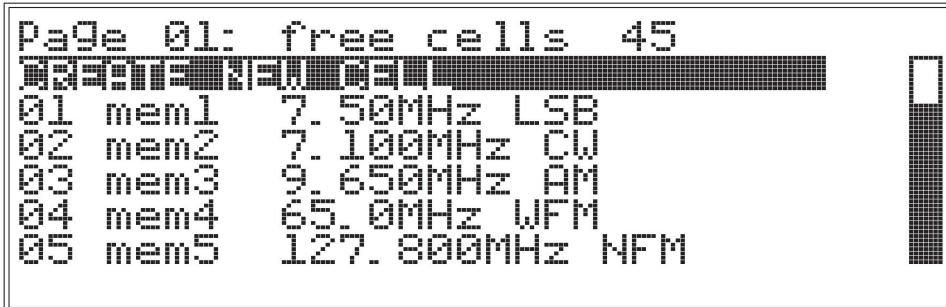 Page 01: free cells 45
CREATE NEW CELL
01 mem1 7.50MHz LSB
02 mem2 7.100MHz CW
03 mem3 9.650MHz AM
04 mem4 65.0MHz WFM
05 mem5 127.800MHz NFM